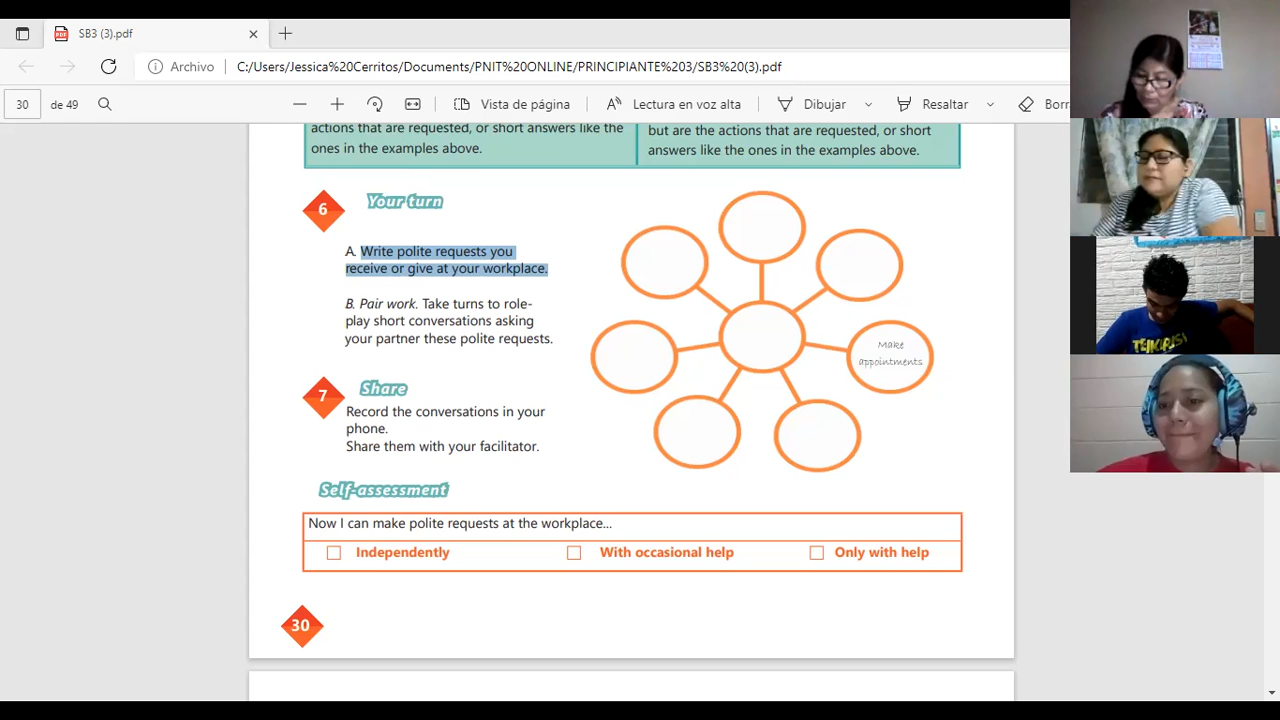 SB3 (3).pdf
Archivo
C:/Users/Jessica%20Cerritos/Documents/PNI%20ONLINE/PRINCIPIANTE%2003/SB3%20(3).pdf
30 de 49
Vista de página
Lectura en voz alta
Dibujar
Resaltar
Borr
actions that are requested, or short answers like the
ones in the examples above.
but are the actions that are requested, or short
answers like the ones in the examples above.
6
Your turn
A. Write polite requests you
receive or give at your workplace.
B. Pair work. Take turns to role-
play short conversations asking
your partner these polite requests.
Make
appointments
7
Share
Record the conversations in your
phone.
Share them with your facilitator.
Self-assessment
Now I can make polite requests at the workplace...
Independently
With occasional help
Only with help
30